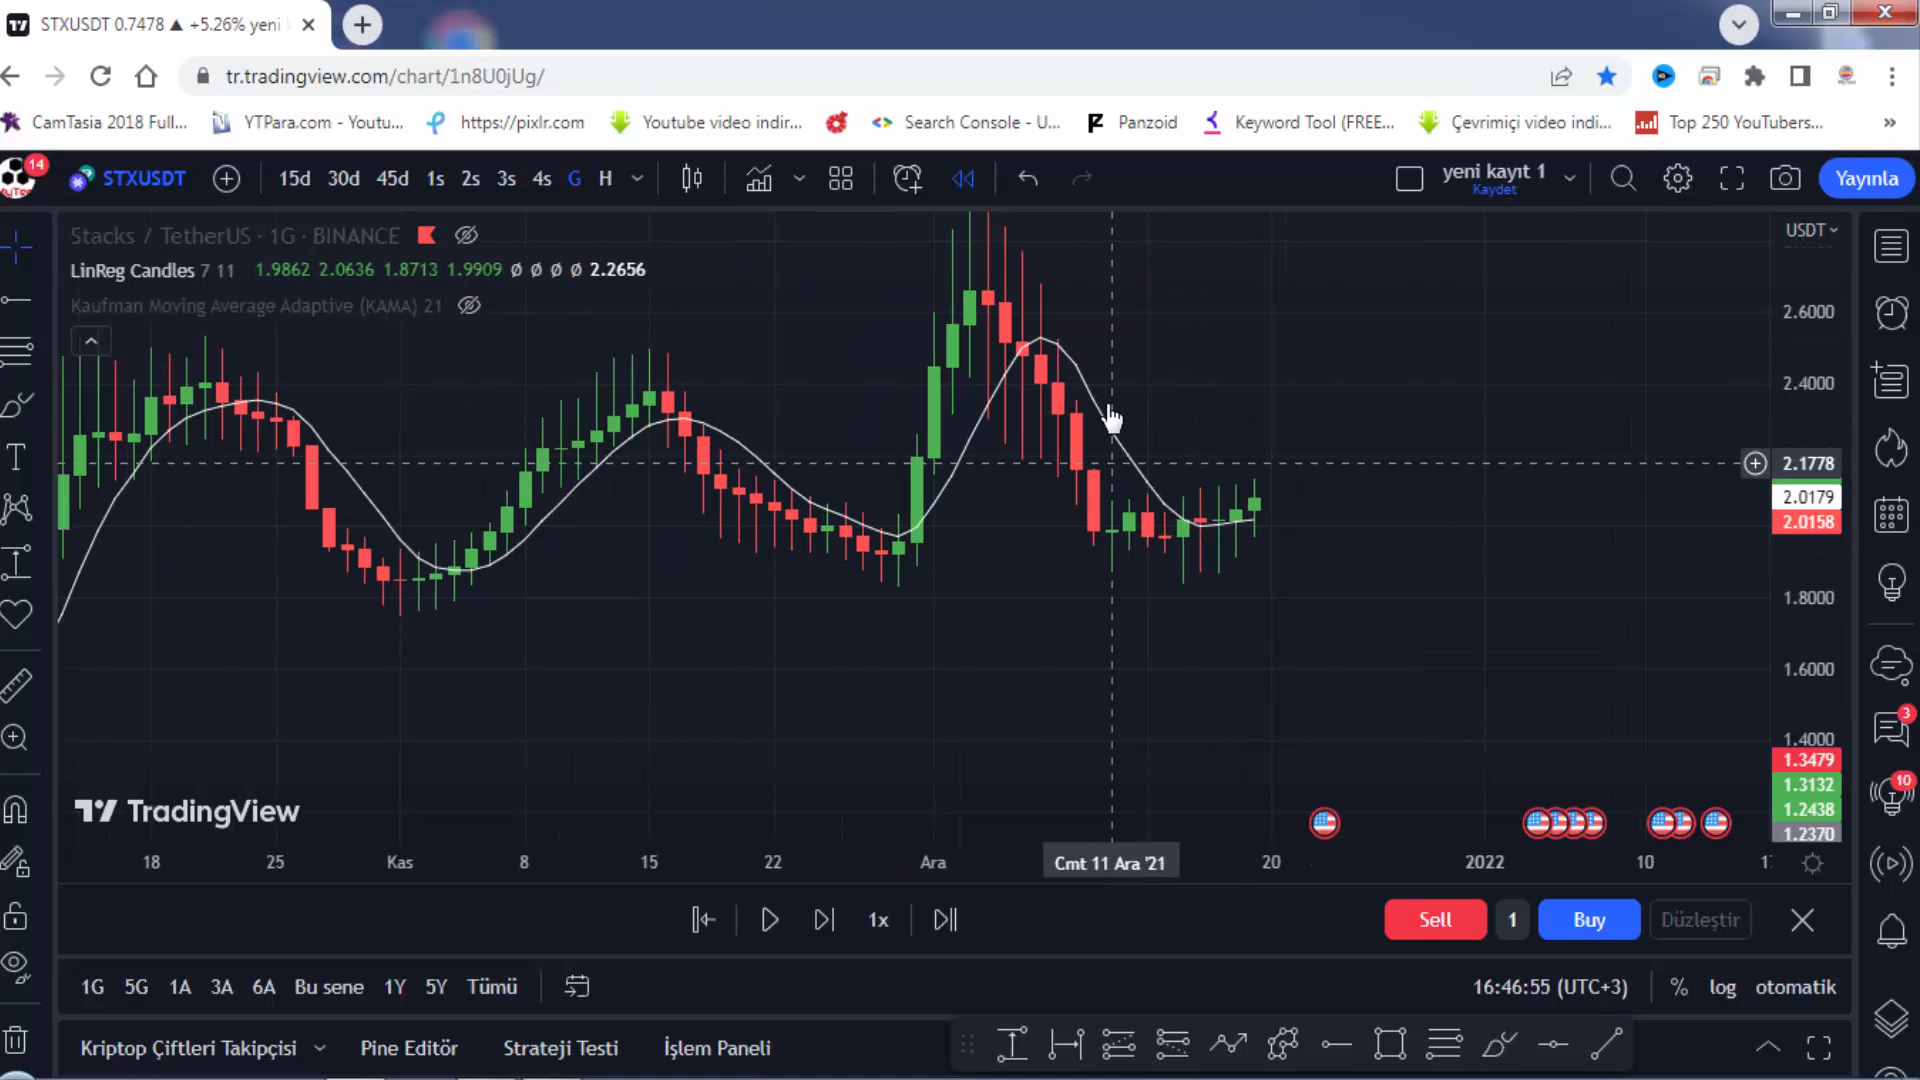 STXUSDT 0.7478 ▲ +5.26% yeni
tr.tradingview.com/chart/1n8U0jUg/
CamTasia 2018 Full...
YTPara.com - Youtu...
https://pixlr.com
Youtube video indir...
Search Console - U...
Panzoid
Keyword Tool (FREE...
Çevrimiçi video indi...
Top 250 YouTubers...
»
14
STXUSDT
15d 30d 45d 1s 2s 3s 4s G H
yeni kayıt 1
Kaydet
Yayınla
Stacks / TetherUS · 1G · BINANCE
USDT
LinReg Candles 7 11 1.9862 2.0636 1.8713 1.9909 ø ø ø ø 2.2656
Kaufman Moving Average Adaptive (KAMA) 21
2.6000
2.4000
2.1778
2.0179
2.0158
1.8000
1.6000
1.4000
1.3479
1.3132
1.2438
1.2370
3
10
TradingView
18 25 Kas 8 15 22 Ara Cmt 11 Ara '21 20 2022 10
1x
Sell 1 Buy Düzleştir
1G 5G 1A 3A 6A Bu sene 1Y 5Y Tümü
16:46:55 (UTC+3) % log otomatik
Kriptop Çiftleri Takipçisi Pine Editör Strateji Testi İşlem Paneli